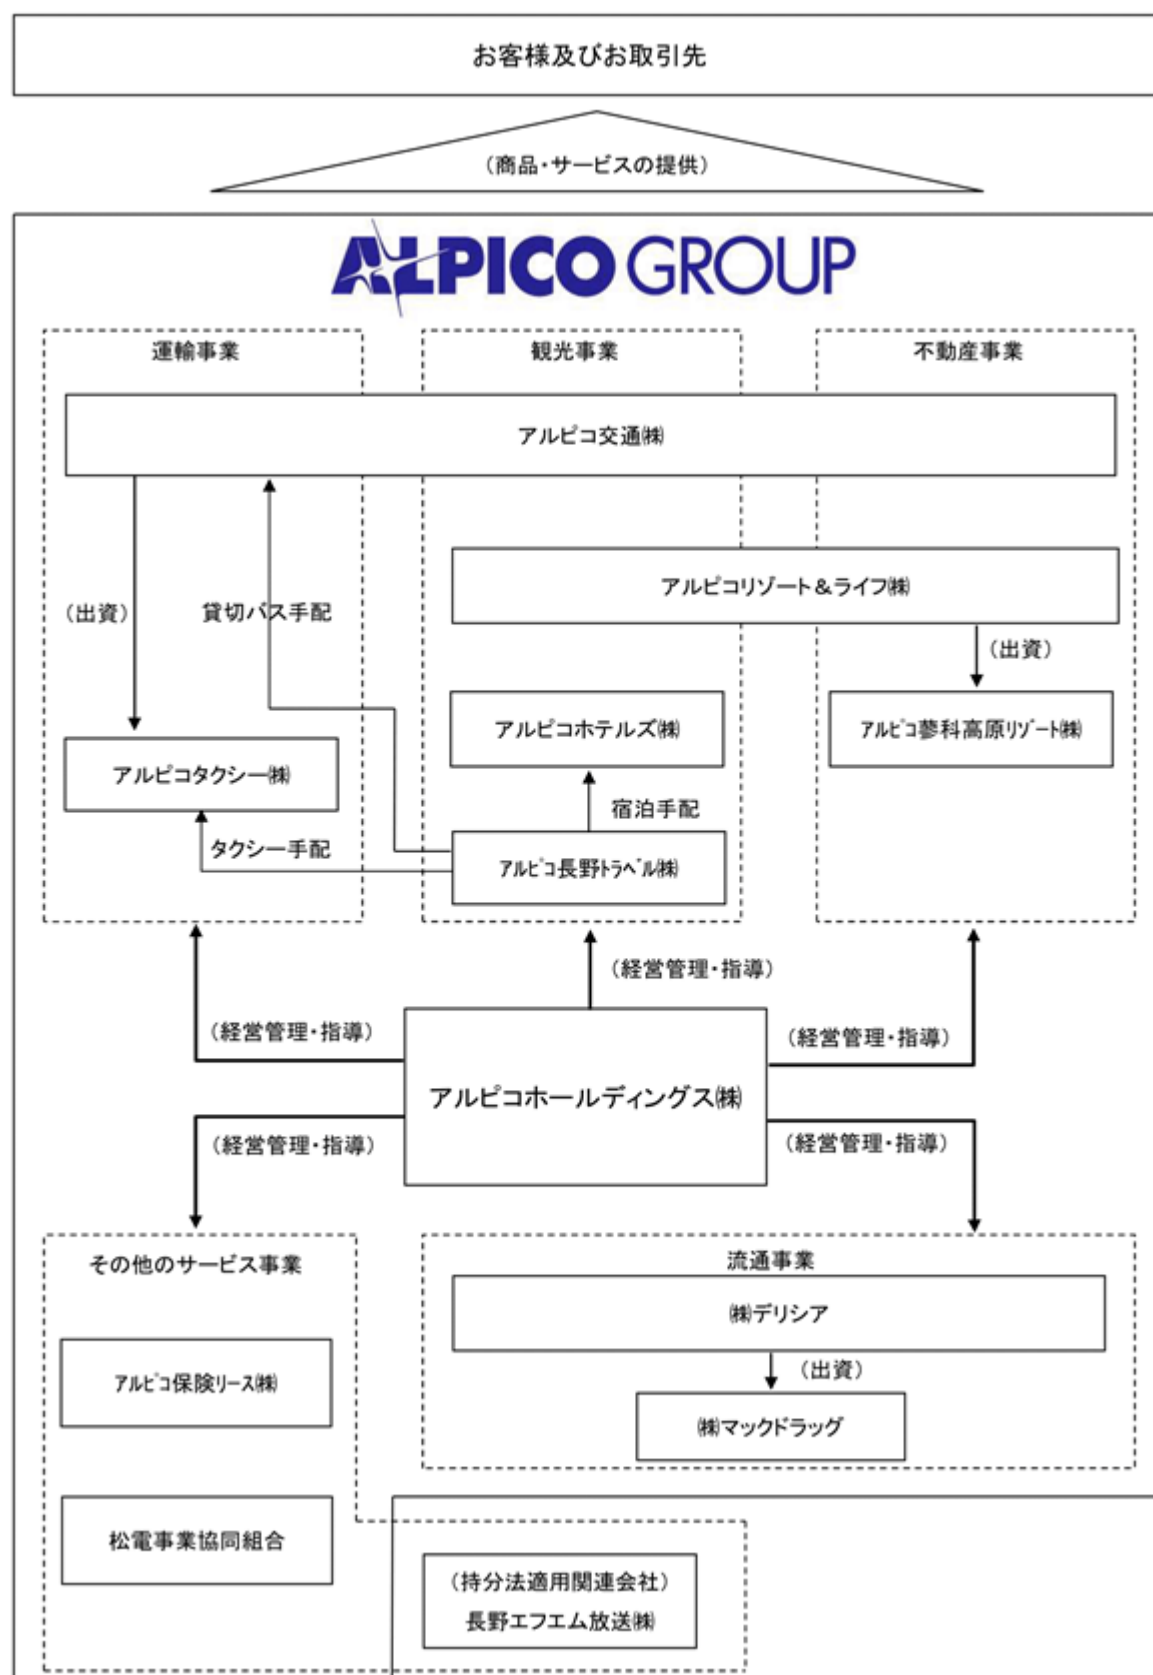 お客様及びお取引先
（商品・サービスの提供）
ALPICO GROUP
運輸事業
観光事業
不動産事業
アルピコ交通㈱
アルピコリゾート＆ライフ㈱
（出資）
貸切バス手配
（出資）
アルピコホテルズ㈱
アルピコ蓼科高原リゾート㈱
アルピコタクシー㈱
宿泊手配
タクシー手配
アルピコ長野トラベル㈱
（経営管理・指導）
（経営管理・指導）
（経営管理・指導）
アルピコホールディングス㈱
（経営管理・指導）
（経営管理・指導）
その他のサービス事業
流通事業
㈱デリシア
アルピコ保険リース㈱
（出資）
㈱マックドラッグ
松電事業協同組合
（持分法適用関連会社）
長野エフエム放送㈱